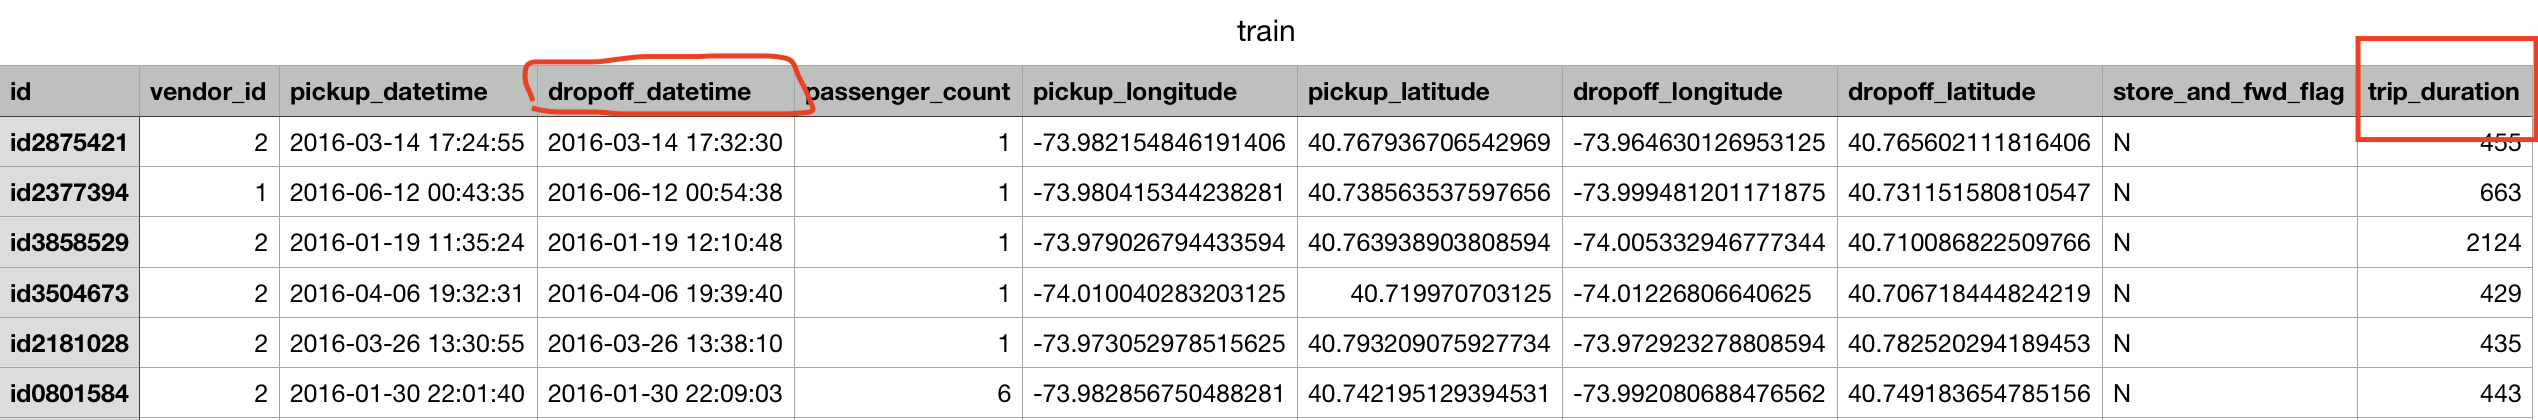 train
id vendor_id pickup_datetime dropoff_datetime passenger_count pickup_longitude pickup_latitude dropoff_longitude dropoff_latitude store_and_fwd_flag trip_duration
id2875421 2 2016-03-14 17:24:55 2016-03-14 17:32:30 1 -73.982154846191406 40.767936706542969 -73.964630126953125 40.765602111816406 N 455
id2377394 1 2016-06-12 00:43:35 2016-06-12 00:54:38 1 -73.980415344238281 40.738563537597656 -73.999481201171875 40.731151580810547 N 663
id3858529 2 2016-01-19 11:35:24 2016-01-19 12:10:48 1 -73.979026794433594 40.763938903808594 -74.005332946777344 40.710086822509766 N 2124
id3504673 2 2016-04-06 19:32:31 2016-04-06 19:39:40 1 -74.010040283203125 40.719970703125 -74.01226806640625 40.706718444824219 N 429
id2181028 2 2016-03-26 13:30:55 2016-03-26 13:38:10 1 -73.973052978515625 40.793209075927734 -73.972923278808594 40.782520294189453 N 435
id0801584 2 2016-01-30 22:01:40 2016-01-30 22:09:03 6 -73.982856750488281 40.742195129394531 -73.992080688476562 40.749183654785156 N 443